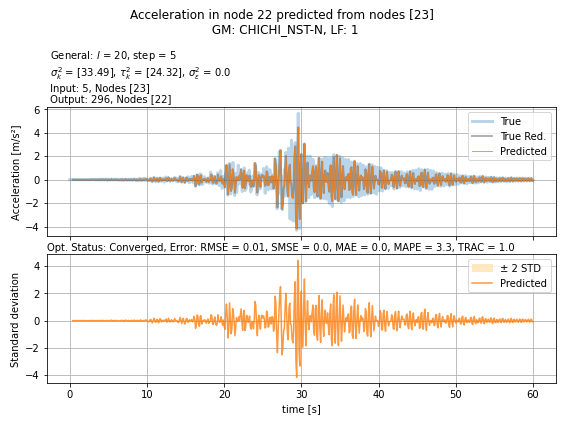 Acceleration in node 22 predicted from nodes [23]
GM: CHICHI_NST-N, LF: 1
General: l = 20, step = 5
σ²ₖ = [33.49], τ²ₖ = [24.32], σ²ε = 0.0
Input: 5, Nodes [23]
Output: 296, Nodes [22]
Acceleration [m/s²]
6
4
2
0
−2
−4
True
True Red.
Predicted
Opt. Status: Converged, Error: RMSE = 0.01, SMSE = 0.0, MAE = 0.0, MAPE = 3.3, TRAC = 1.0
Standard deviation
4
2
0
−2
−4
± 2 STD
Predicted
0 10 20 30 40 50 60
time [s]